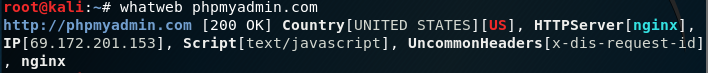 root@kali:~# whatweb phpmyadmin.com
http://phpmyadmin.com [200 OK] Country[UNITED STATES][US], HTTPServer[nginx],
IP[69.172.201.153], Script[text/javascript], UncommonHeaders[x-dis-request-id]
, nginx